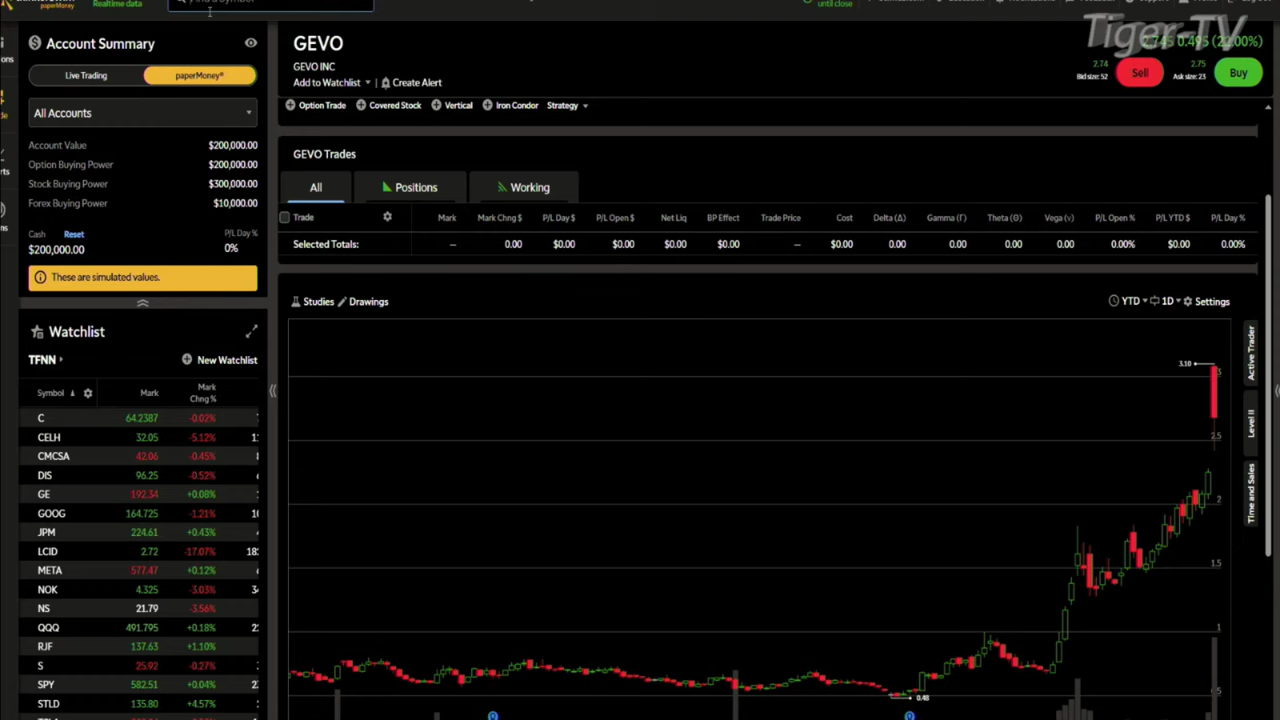 paperMoney
Realtime data
until close
Tiger-TV
Account Summary
Live Trading
paperMoney®
All Accounts
Account Value $200,000.00
Option Buying Power $200,000.00
Stock Buying Power $300,000.00
Forex Buying Power $10,000.00
Cash Reset P/L Day %
$200,000.00 0%
These are simulated values.
Watchlist
TFNN New Watchlist
Symbol Mark Mark Chng %
C 64.2387 -0.02%
CELH 32.05 -5.12%
CMCSA 42.06 -0.45%
DIS 96.25 -0.52%
GE 192.34 +0.08%
GOOG 164.725 -1.21%
JPM 224.61 +0.43%
LCID 2.72 -17.07%
META 577.47 +0.12%
NOK 4.325 -3.03%
NS 21.79 -3.56%
QQQ 491.795 +0.18%
RJF 137.63 +1.10%
S 25.92 -0.27%
SPY 582.51 +0.04%
STLD 135.80 +4.57%
GEVO
GEVO INC
Add to Watchlist Create Alert
2.745 0.495 (22.00%)
2.74
Bid size: 52
Sell
2.75
Ask size: 23
Buy
Option Trade Covered Stock Vertical Iron Condor Strategy
GEVO Trades
All Positions Working
Trade Mark Mark Chng $ P/L Day $ P/L Open $ Net Liq BP Effect Trade Price Cost Delta (Δ) Gamma (Γ) Theta (Θ) Vega (ν) P/L Open % P/L YTD $ P/L Day %
Selected Totals: — 0.00 $0.00 $0.00 $0.00 $0.00 — $0.00 0.00 0.00 0.00 0.00 0.00% $0.00 0.00%
Studies Drawings YTD 1D Settings
3.10
3
2.5
2
1.5
1
0.5
0.48
Active Trader
Level II
Time and Sales